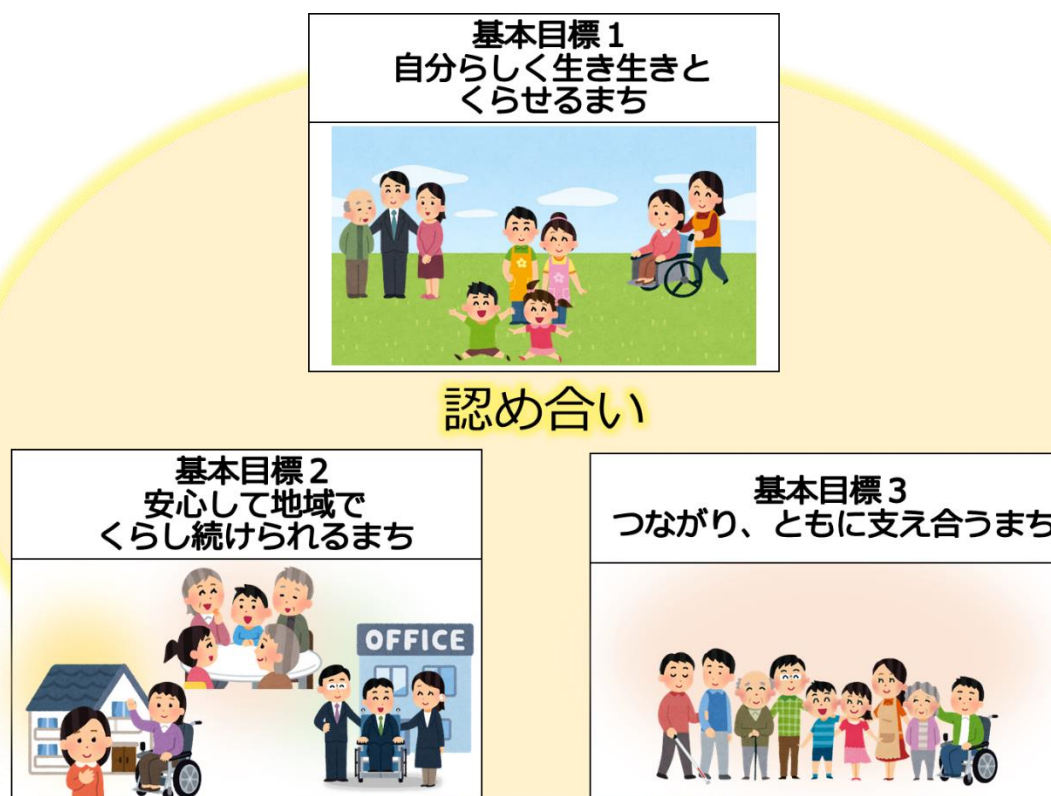 基本目標１
自分らしく生き生きと
くらせるまち
認め合い
基本目標２
安心して地域で
くらし続けられるまち
OFFICE
基本目標３
つながり、ともに支え合うまち